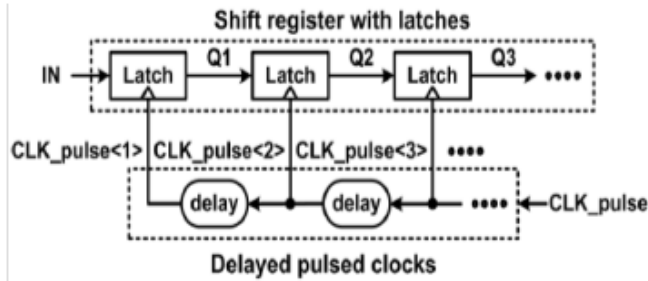 Shift register with latches
Q1 Q2 Q3
IN Latch Latch Latch ....
CLK_pulse<1> CLK_pulse<2> CLK_pulse<3> ....
delay delay .... CLK_pulse
Delayed pulsed clocks